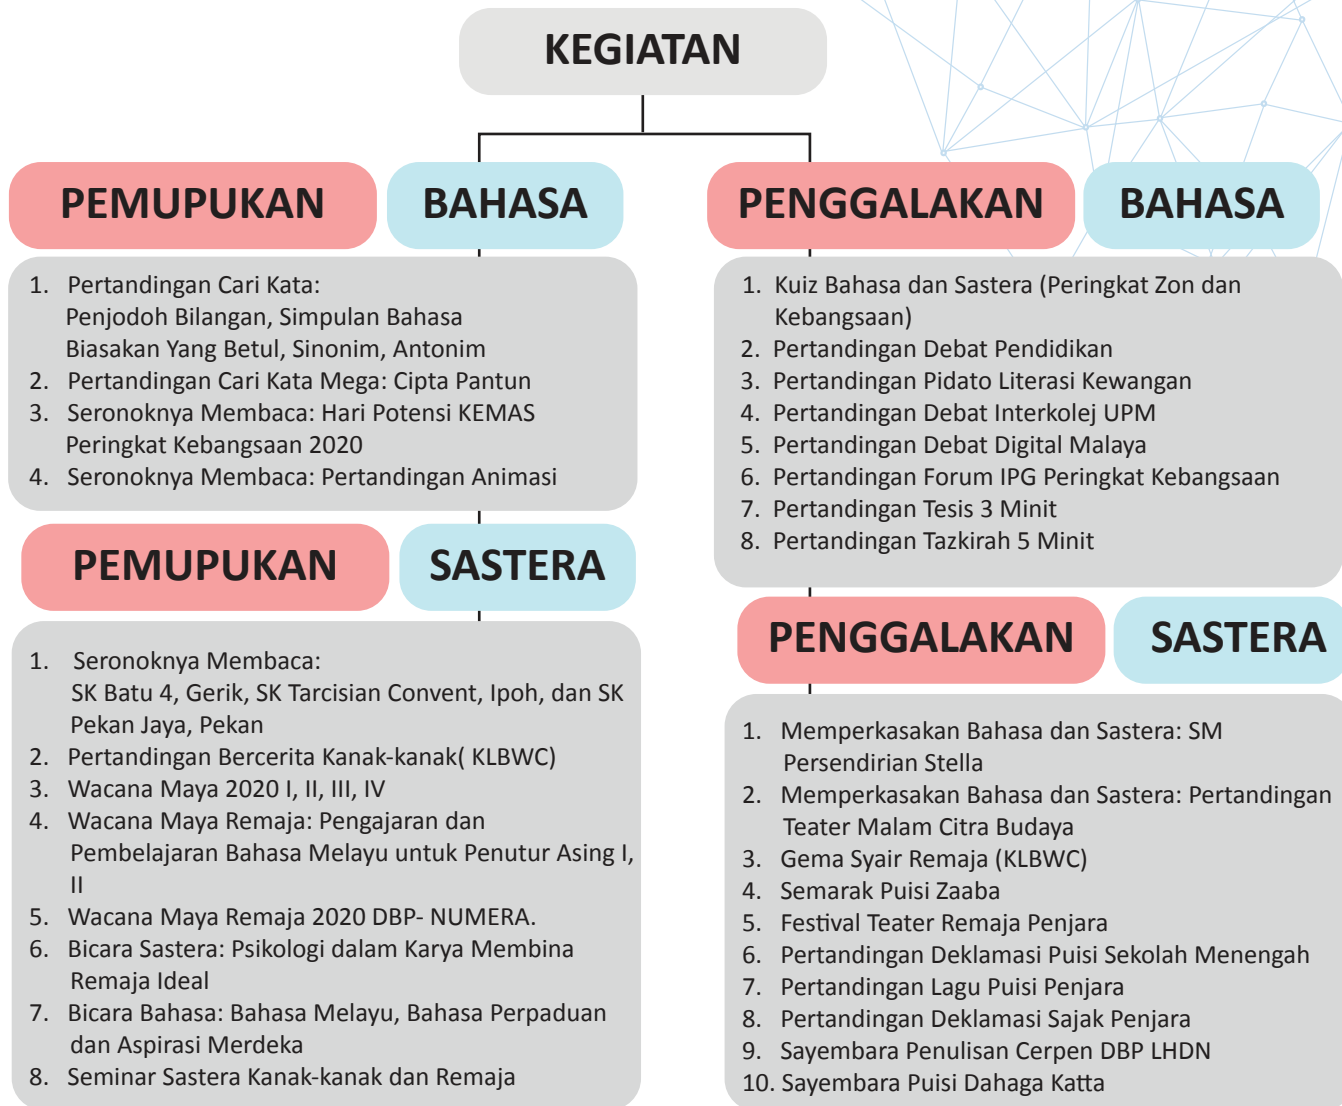 KEGIATAN
PEMUPUKAN BAHASA
1. Pertandingan Cari Kata:
Penjodoh Bilangan, Simpulan Bahasa
Biasakan Yang Betul, Sinonim, Antonim
2. Pertandingan Cari Kata Mega: Cipta Pantun
3. Seronoknya Membaca: Hari Potensi KEMAS
Peringkat Kebangsaan 2020
4. Seronoknya Membaca: Pertandingan Animasi
PEMUPUKAN SASTERA
1. Seronoknya Membaca:
SK Batu 4, Gerik, SK Tarcisian Convent, Ipoh, dan SK
Pekan Jaya, Pekan
2. Pertandingan Bercerita Kanak-kanak( KLBWC)
3. Wacana Maya 2020 I, II, III, IV
4. Wacana Maya Remaja: Pengajaran dan
Pembelajaran Bahasa Melayu untuk Penutur Asing I,
II
5. Wacana Maya Remaja 2020 DBP- NUMERA.
6. Bicara Sastera: Psikologi dalam Karya Membina
Remaja Ideal
7. Bicara Bahasa: Bahasa Melayu, Bahasa Perpaduan
dan Aspirasi Merdeka
8. Seminar Sastera Kanak-kanak dan Remaja
PENGGALAKAN BAHASA
1. Kuiz Bahasa dan Sastera (Peringkat Zon dan
Kebangsaan)
2. Pertandingan Debat Pendidikan
3. Pertandingan Pidato Literasi Kewangan
4. Pertandingan Debat Interkolej UPM
5. Pertandingan Debat Digital Malaya
6. Pertandingan Forum IPG Peringkat Kebangsaan
7. Pertandingan Tesis 3 Minit
8. Pertandingan Tazkirah 5 Minit
PENGGALAKAN SASTERA
1. Memperkasakan Bahasa dan Sastera: SM
Persendirian Stella
2. Memperkasakan Bahasa dan Sastera: Pertandingan
Teater Malam Citra Budaya
3. Gema Syair Remaja (KLBWC)
4. Semarak Puisi Zaaba
5. Festival Teater Remaja Penjara
6. Pertandingan Deklamasi Puisi Sekolah Menengah
7. Pertandingan Lagu Puisi Penjara
8. Pertandingan Deklamasi Sajak Penjara
9. Sayembara Penulisan Cerpen DBP LHDN
10. Sayembara Puisi Dahaga Katta